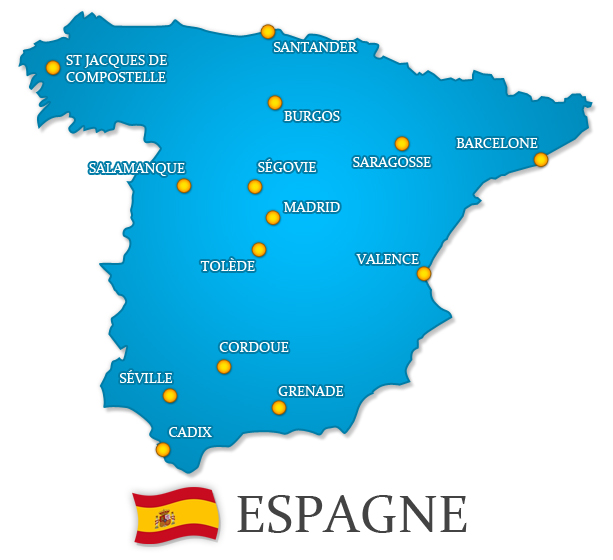 SANTANDER
ST JACQUES DE
COMPOSTELLE
BURGOS
BARCELONE
SARAGOSSE
SALAMANQUE
SÉGOVIE
MADRID
VALENCE
TOLÈDE
CORDOUE
SÉVILLE
GRENADE
CADIX
ESPAGNE